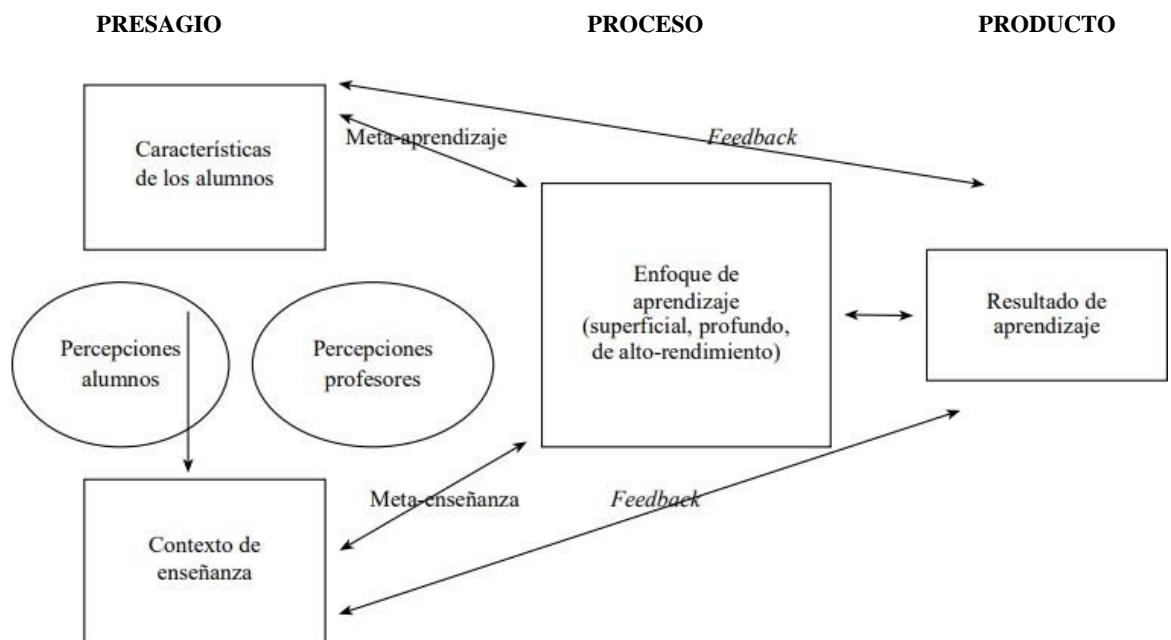 PRESAGIO
PROCESO
PRODUCTO
Características
de los alumnos
Meta-aprendizaje
Feedback
Percepciones
alumnos
Percepciones
profesores
Enfoque de
aprendizaje
(superficial, profundo,
de alto-rendimiento)
Resultado de
aprendizaje
Contexto de
enseñanza
Meta-enseñanza
Feedback